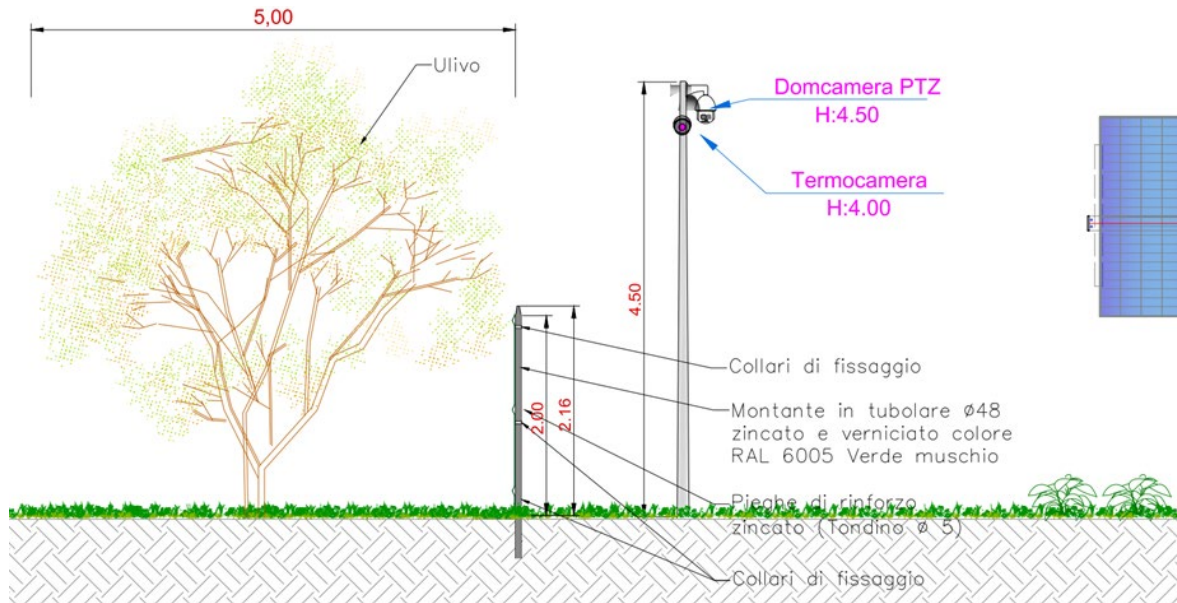 5,00
Ulivo
Domcamera PTZ
H:4.50
Termocamera
H:4.00
4.50
2.00
2.16
Collari di fissaggio
Montante in tubolare Ø48
zincato e verniciato colore
RAL 6005 Verde muschio
Pieghe di rinforzo
zincato (Tondino Ø 5)
Collari di fissaggio